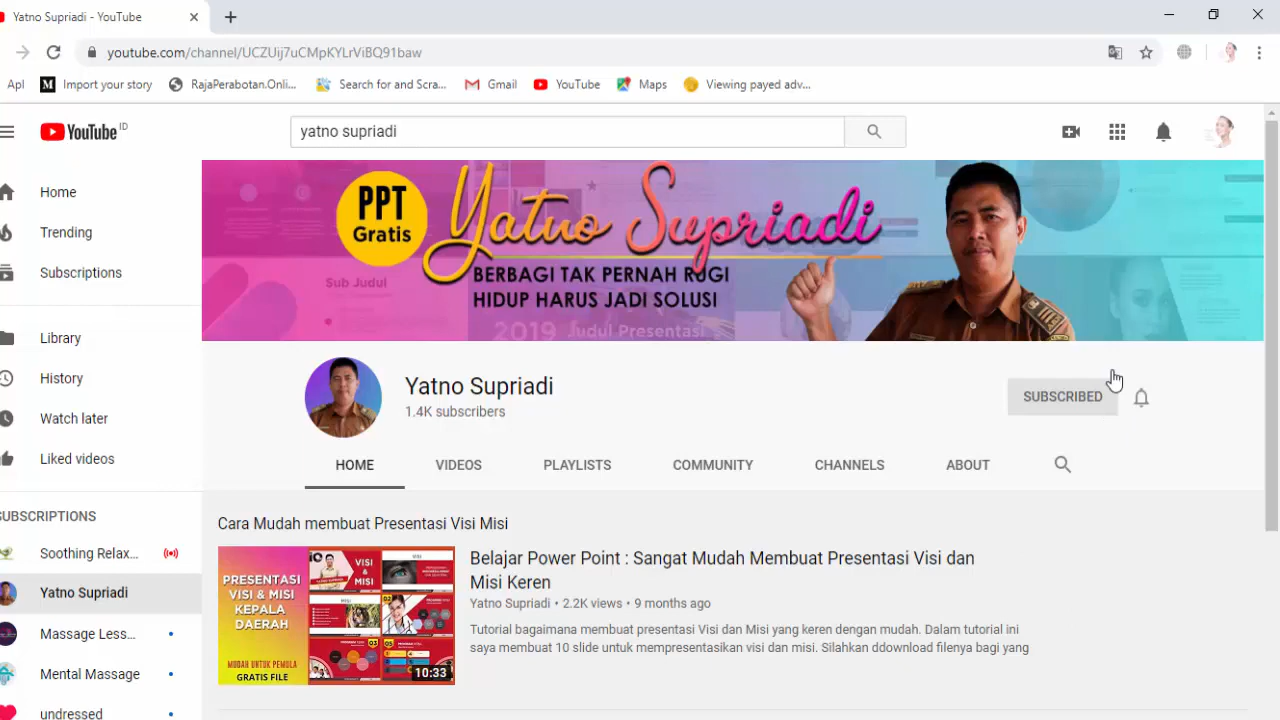 Yatno Supriadi - YouTube
youtube.com/channel/UCZUij7uCMpKYLrViBQ91baw
Apl
M Import your story
RajaPerabotan.Onli...
Search for and Scra...
Gmail
YouTube
Maps
Viewing payed adv...
YouTube ID
yatno supriadi
Home
Trending
Subscriptions
Library
History
Watch later
Liked videos
SUBSCRIPTIONS
Soothing Relax...
Yatno Supriadi
Massage Less...
Mental Massage
undressed
PPT
Gratis
Yatno Supriadi
BERBAGI TAK PERNAH RUGI
HIDUP HARUS JADI SOLUSI
Sub Judul
2019 Judul Presentasi
Yatno Supriadi
1.4K subscribers
SUBSCRIBED
HOME
VIDEOS
PLAYLISTS
COMMUNITY
CHANNELS
ABOUT
Cara Mudah membuat Presentasi Visi Misi
PRESENTASI
VISI & MISI
KEPALA
DAERAH
MUDAH UNTUK PEMULA
GRATIS FILE
VISI
&
MISI
10:33
Belajar Power Point : Sangat Mudah Membuat Presentasi Visi dan
Misi Keren
Yatno Supriadi • 2.2K views • 9 months ago
Tutorial bagaimana membuat presentasi Visi dan Misi yang keren dengan mudah. Dalam tutorial ini
saya membuat 10 slide untuk mempresentasikan visi dan misi. Silahkan ddownload filenya bagi yang